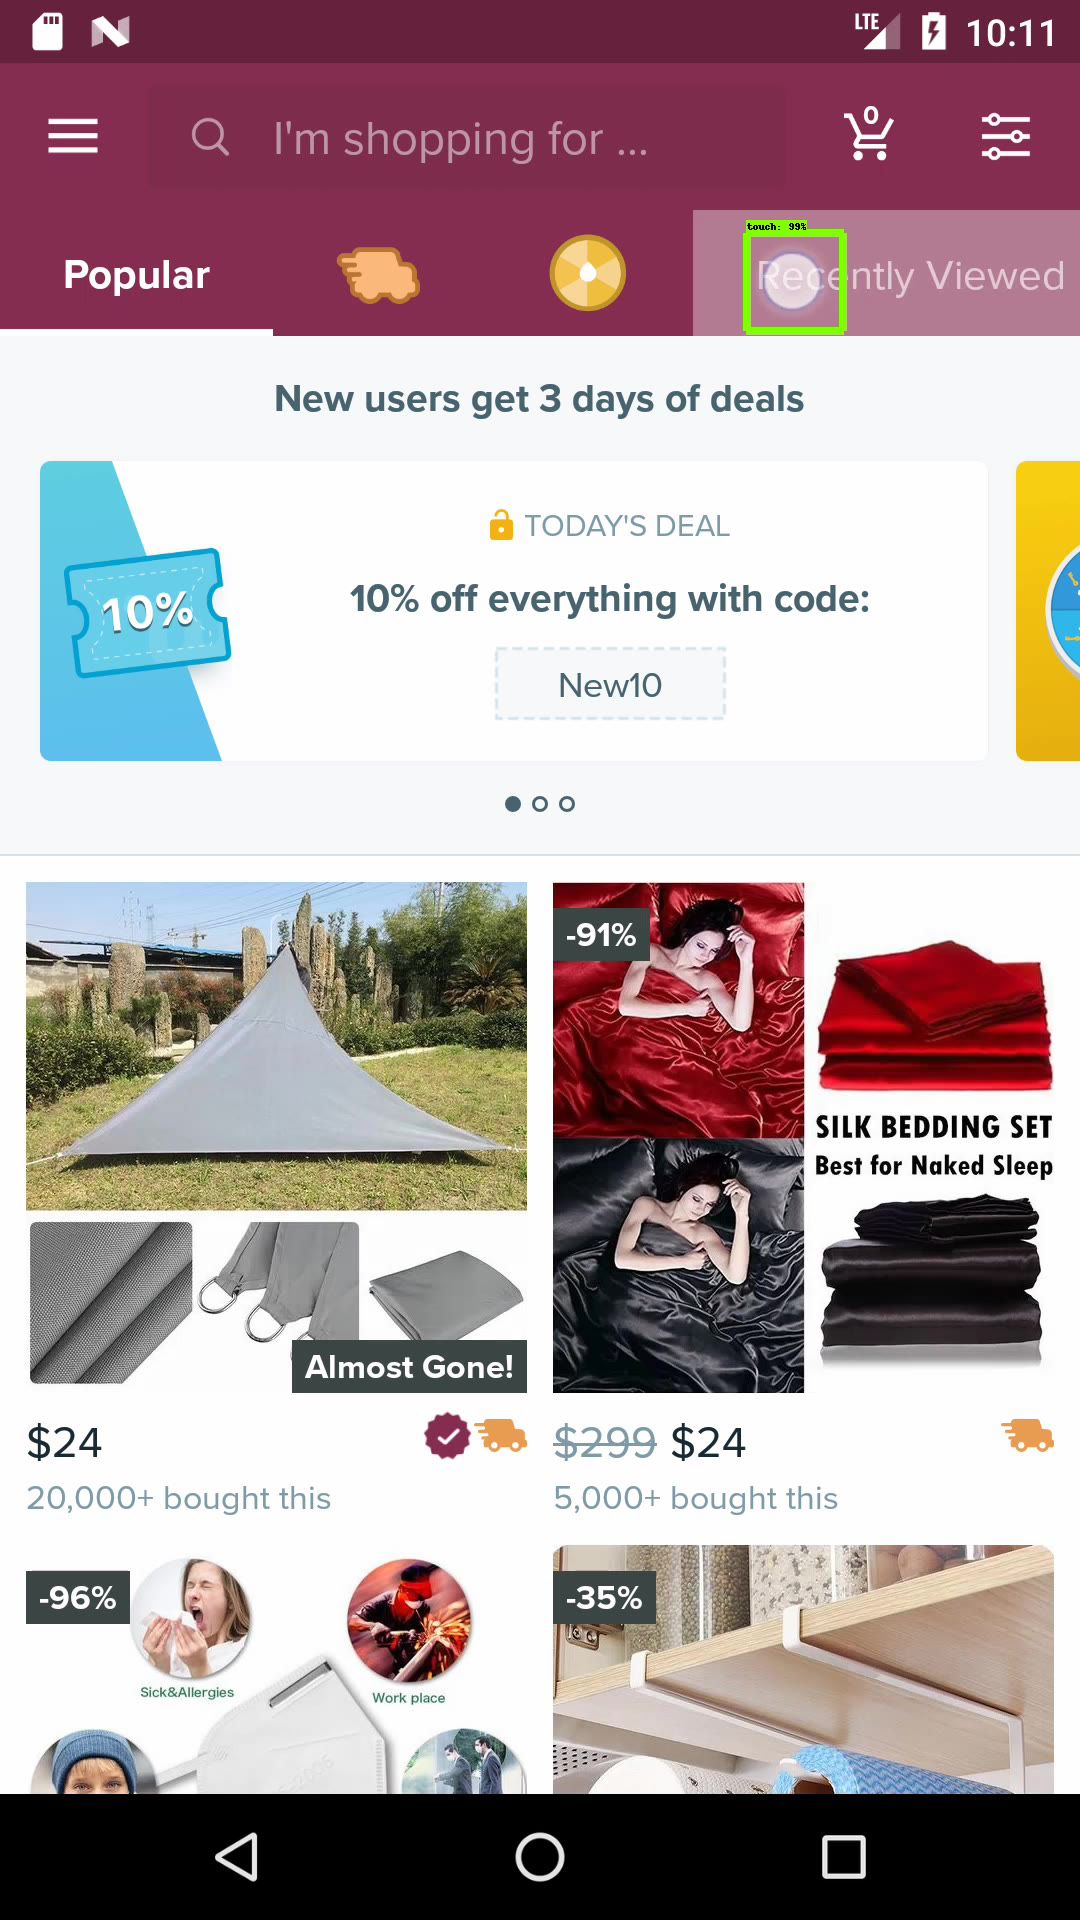 LTE 10:11
I'm shopping for ...
0
touch: 99%
Popular
Recently Viewed
New users get 3 days of deals
TODAY'S DEAL
10%
10% off everything with code:
New10
-91%
SILK BEDDING SET
Best for Naked Sleep
Almost Gone!
$24
20,000+ bought this
$299 $24
5,000+ bought this
-96%
Sick&Allergies
Work place
-35%